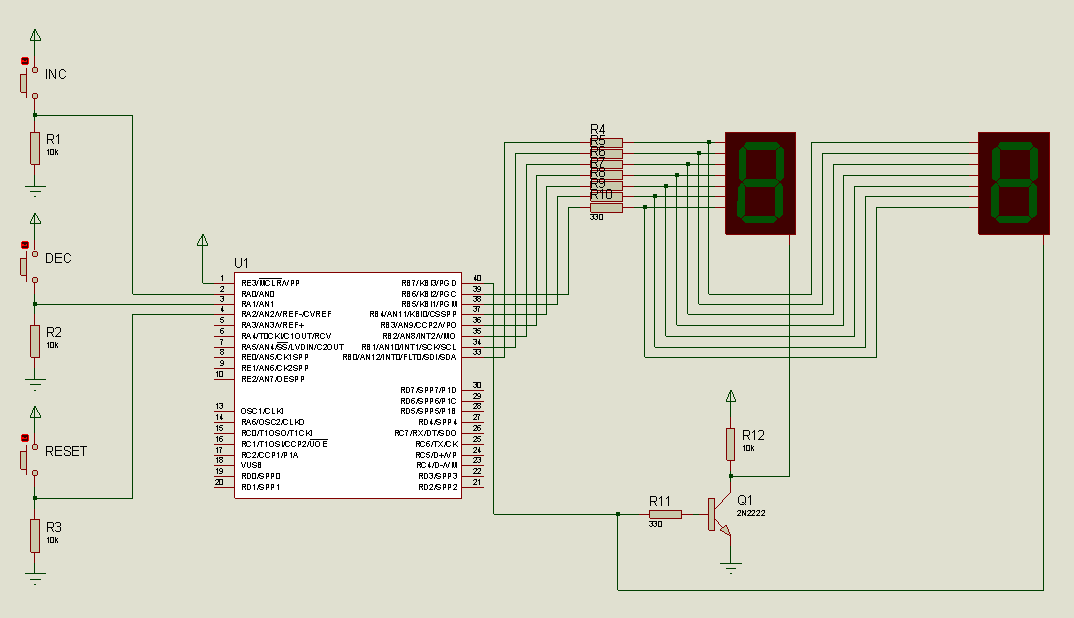 INC
R1
10k
DEC
R2
10k
RESET
R3
10k
R4
R5
R6
R7
R8
R9
R10
330
U1
1 RE3/MCLR/VPP
2 RA0/AN0
3 RA1/AN1
4 RA2/AN2/VREF-/CVREF
5 RA3/AN3/VREF+
6 RA4/T0CKI/C1OUT/RCV
7 RA5/AN4/SS/LVDIN/C2OUT
8 RE0/AN5/CK1SPP
9 RE1/AN6/CK2SPP
10 RE2/AN7/OESPP
13 OSC1/CLKI
14 RA6/OSC2/CLKO
15 RC0/T1OSO/T1CKI
16 RC1/T1OSI/CCP2/UOE
17 RC2/CCP1/P1A
18 VUSB
19 RD0/SPP0
20 RD1/SPP1
RB7/KBI3/PGD 40
RB6/KBI2/PGC 39
RB5/KBI1/PGM 38
RB4/AN11/KBI0/CSSPP 37
RB3/AN9/CCP2/VPO 36
RB2/AN8/INT2/VMO 35
RB1/AN10/INT1/SCK/SCL 34
RB0/AN12/INT0/FLT0/SDI/SDA 33
RD7/SPP7/P1D 30
RD6/SPP6/P1C 29
RD5/SPP5/P1B 28
RD4/SPP4 27
RC7/RX/DT/SDO 26
RC6/TX/CK 25
RC5/D+/VP 24
RC4/D-/VM 23
RD3/SPP3 22
RD2/SPP2 21
R12
10k
R11
330
Q1
2N2222